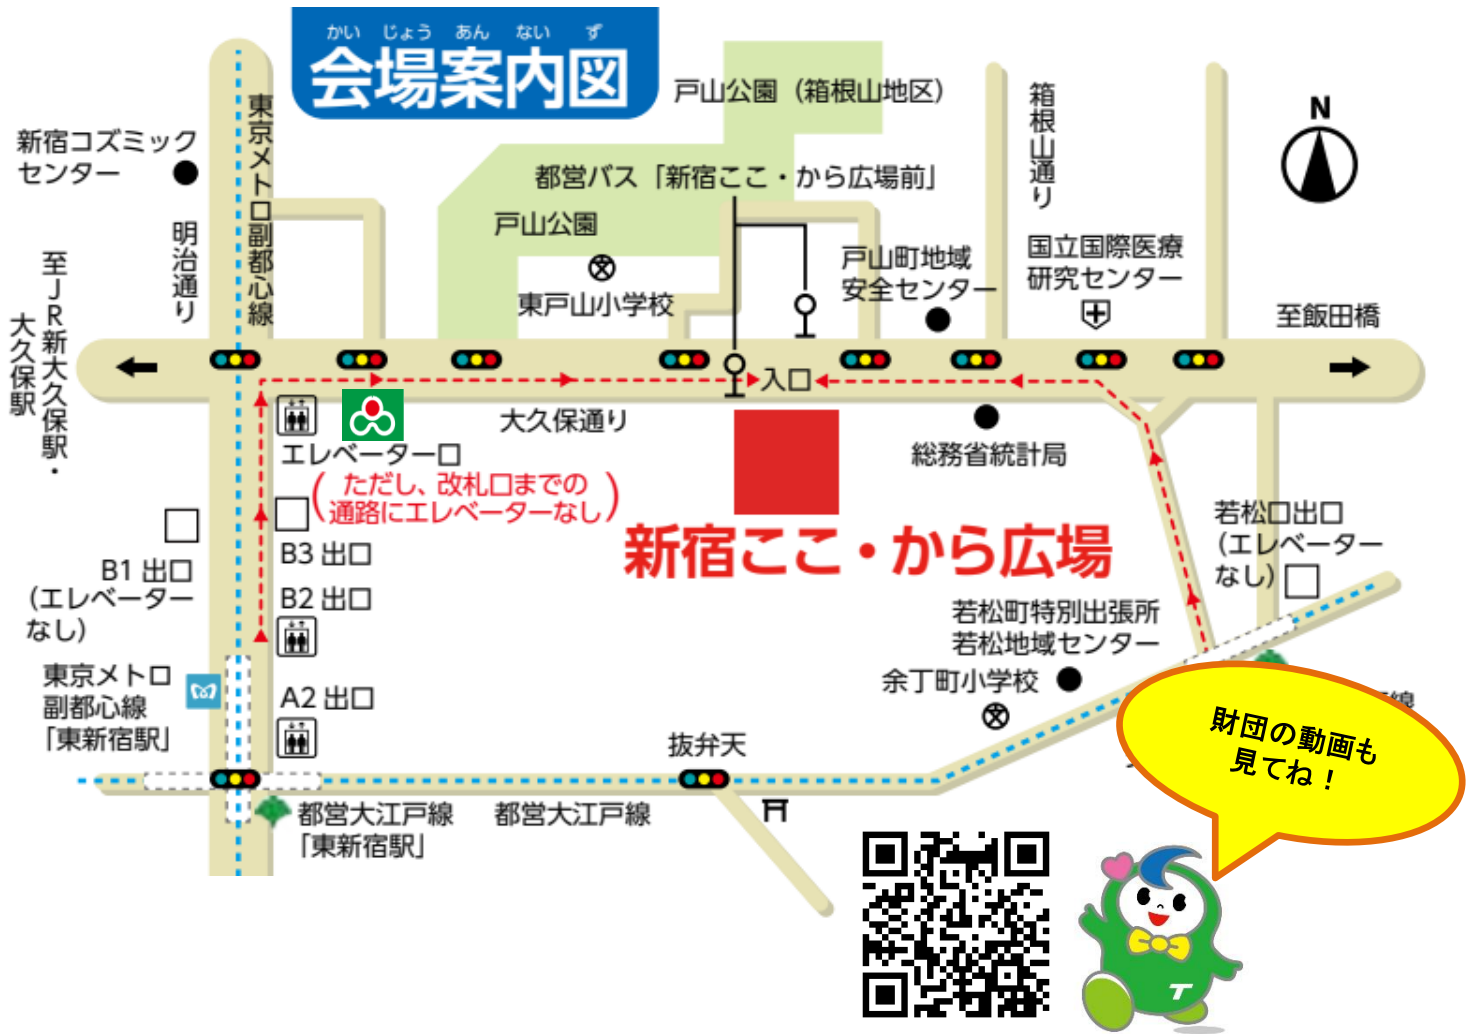 かい じょう あん ない ず
会場案内図
戸山公園（箱根山地区）
新宿コズミック
センター
東京メトロ副都心線
箱根山通り
N
都営バス「新宿ここ・から広場前」
明治通り
戸山公園
至JR新大久保駅・
大久保駅
東戸山小学校
戸山町地域
安全センター
国立国際医療
研究センター
至飯田橋
入口
大久保通り
エレベーター口
（ただし、改札口までの
通路にエレベーターなし）
総務省統計局
新宿ここ・から広場
B3 出口
B1 出口
（エレベーター
なし）
B2 出口
若松口出口
（エレベーター
なし）
若松町特別出張所
若松地域センター
余丁町小学校
東京メトロ
副都心線
「東新宿駅」
A2 出口
抜弁天
都営大江戸線
「東新宿駅」
都営大江戸線
線
財団の動画も
見てね！
T